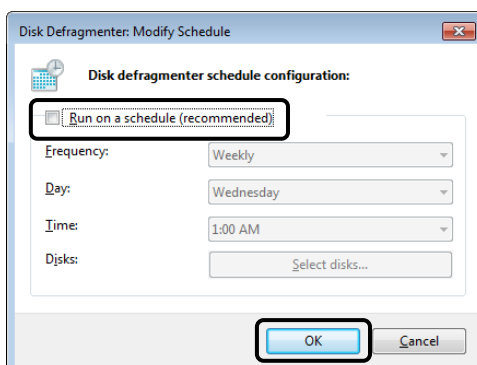 Disk Defragmenter: Modify Schedule
Disk defragmenter schedule configuration:
Run on a schedule (recommended)
Frequency: Weekly
Day: Wednesday
Time: 1:00 AM
Disks: Select disks...
OK Cancel